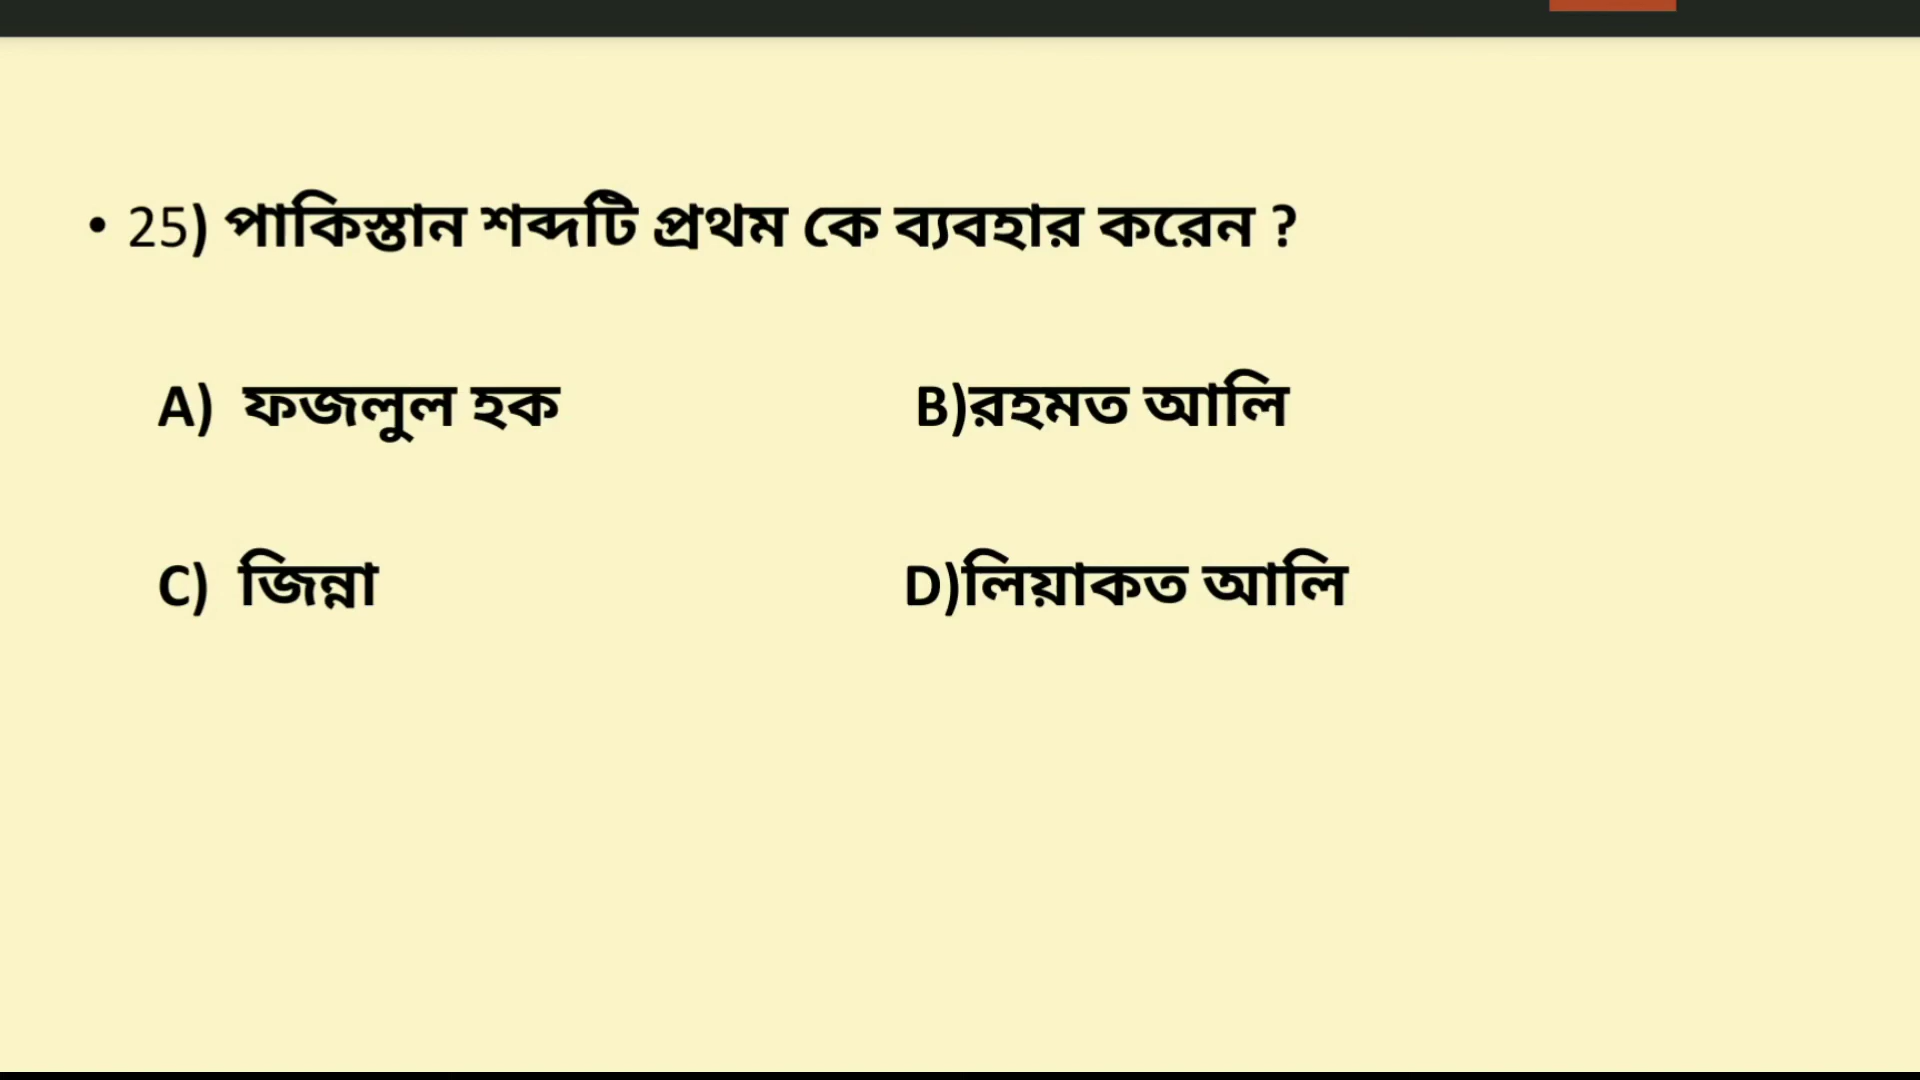 • 25) পাকিস্তান শব্দটি প্রথম কে ব্যবহার করেন ?
A) ফজলুল হক B)রহমত আলি
C) জিন্না D)লিয়াকত আলি